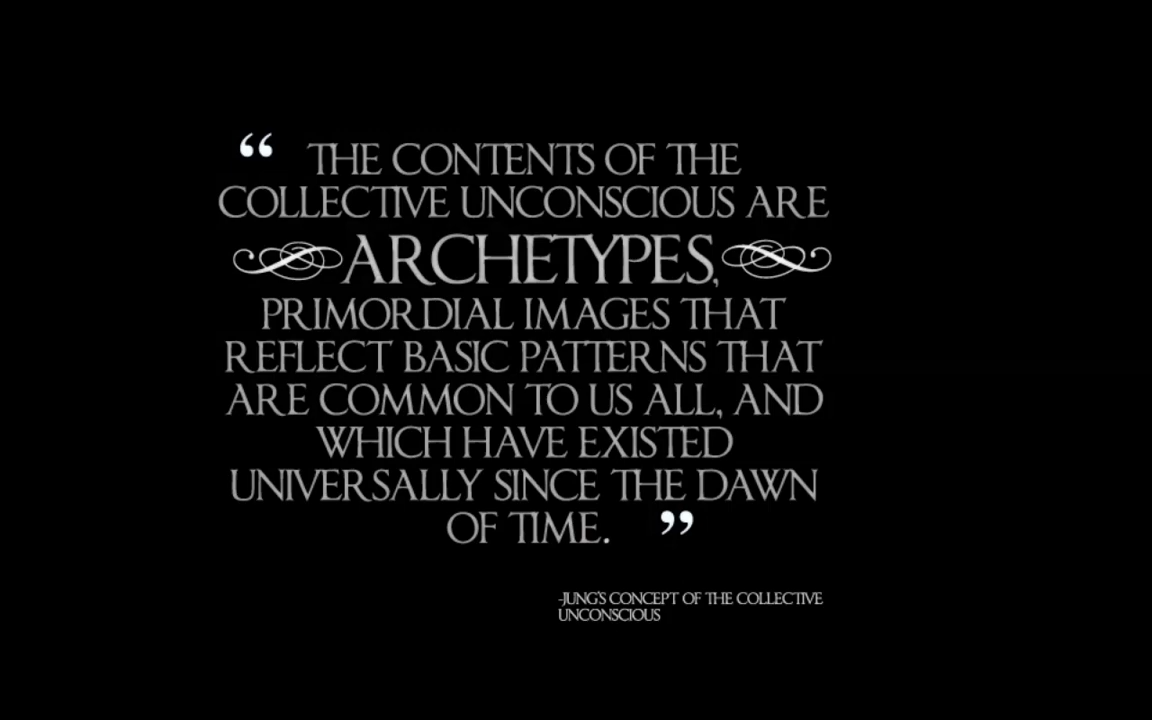 “ THE CONTENTS OF THE
COLLECTIVE UNCONSCIOUS ARE
ARCHETYPES,
PRIMORDIAL IMAGES THAT
REFLECT BASIC PATTERNS THAT
ARE COMMON TO US ALL, AND
WHICH HAVE EXISTED
UNIVERSALLY SINCE THE DAWN
OF TIME. ”
-JUNG'S CONCEPT OF THE COLLECTIVE
UNCONSCIOUS